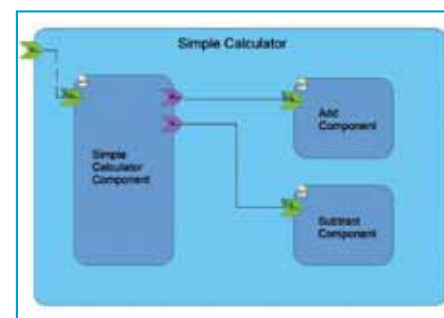 Simple Calculator
Simple
Calculator
Component
Add
Component
Subtract
Component